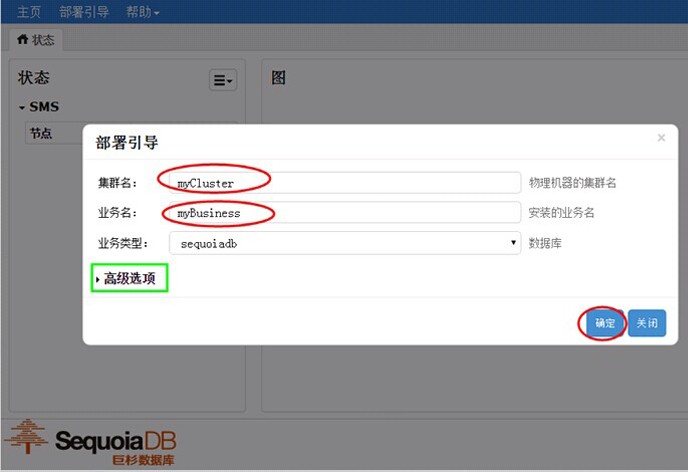 主页 部署引导 帮助
状态
状态
图
SMS
节点
部署引导 ×
集群名: myCluster 物理机器的集群名
业务名: myBusiness 安装的业务名
业务类型: sequoiadb 数据库
高级选项
确定 关闭
SequoiaDB
巨杉数据库